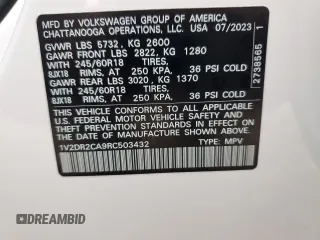 MFD BY VOLKSWAGEN GROUP OF AMERICA
CHATTANOOGA OPERATIONS, LLC. USA 07/2023
GVWR LBS 5732, KG 2600
GAWR FRONT LBS 2822, KG 1280
WITH 245/60R18 TIRES,
8JX18 RIMS, AT 250 KPA. 36 PSI COLD
GAWR REAR LBS 3020, KG 1370
WITH 245/60R18 TIRES,
8JX18 RIMS, AT 250 KPA. 36 PSI COLD
THIS VEHICLE CONFORMS TO ALL APPLICABLE
FEDERAL MOTOR VEHICLE SAFETY AND
THEFT PREVENTION STANDARDS IN EFFECT ON
DATE OF MANUFACTURE SHOWN ABOVE.
1V2DR2CA9RC503432 TYPE: MPV
2738565 1
DREAMBID